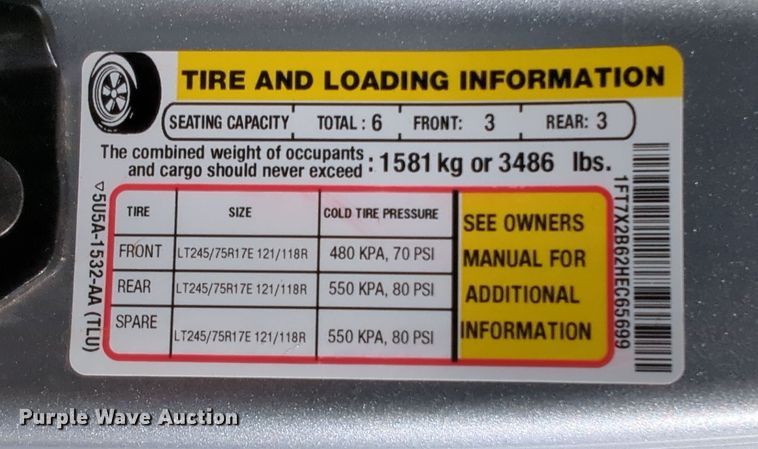 TIRE AND LOADING INFORMATION
SEATING CAPACITY TOTAL : 6 FRONT: 3 REAR: 3
The combined weight of occupants
and cargo should never exceed : 1581 kg or 3486 lbs.
TIRE SIZE COLD TIRE PRESSURE
FRONT LT245/75R17E 121/118R 480 KPA, 70 PSI
REAR LT245/75R17E 121/118R 550 KPA, 80 PSI
SPARE LT245/75R17E 121/118R 550 KPA, 80 PSI
SEE OWNERS
MANUAL FOR
ADDITIONAL
INFORMATION
▽5U5A-1532-AA (TLU)
1FT7X2B62HEC65699
Purple Wave Auction